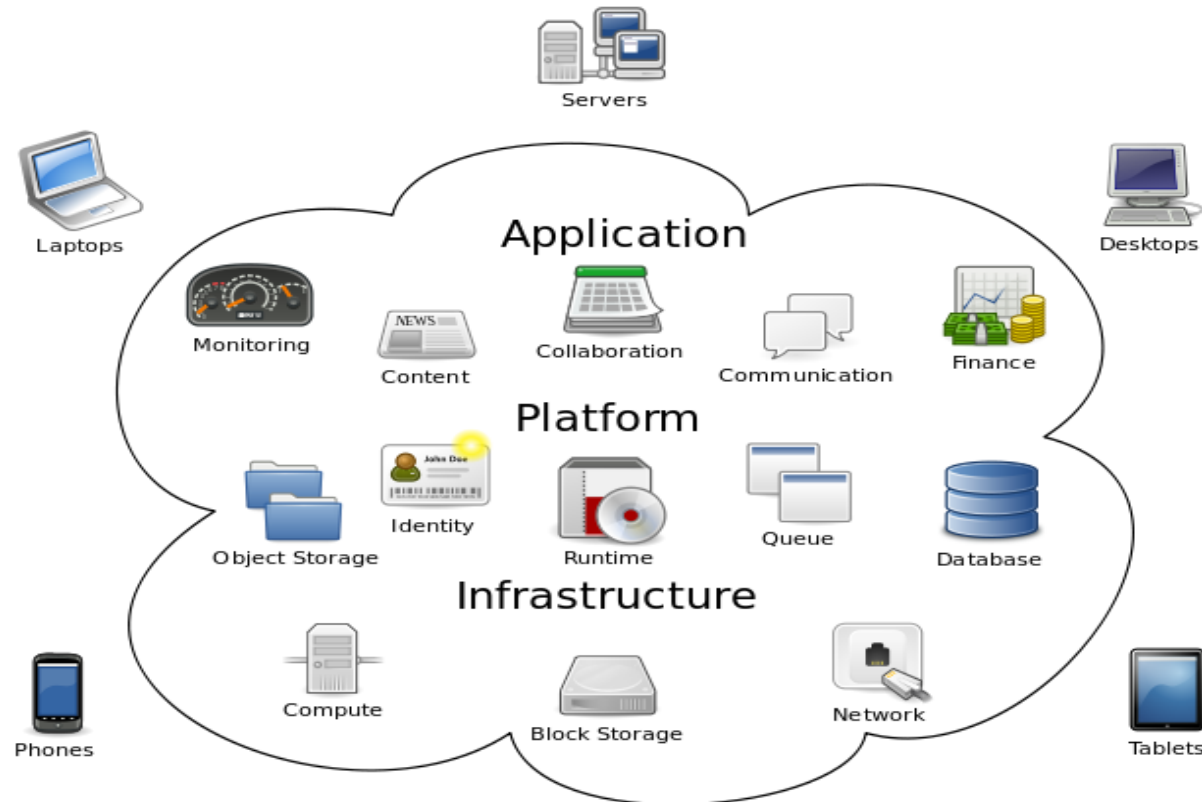 Servers
Laptops
Desktops
Application
Monitoring
NEWS
Content
Collaboration
Communication
Finance
Platform
John Doe
Object Storage
Identity
Runtime
Queue
Database
Infrastructure
Compute
Block Storage
Network
Phones
Tablets